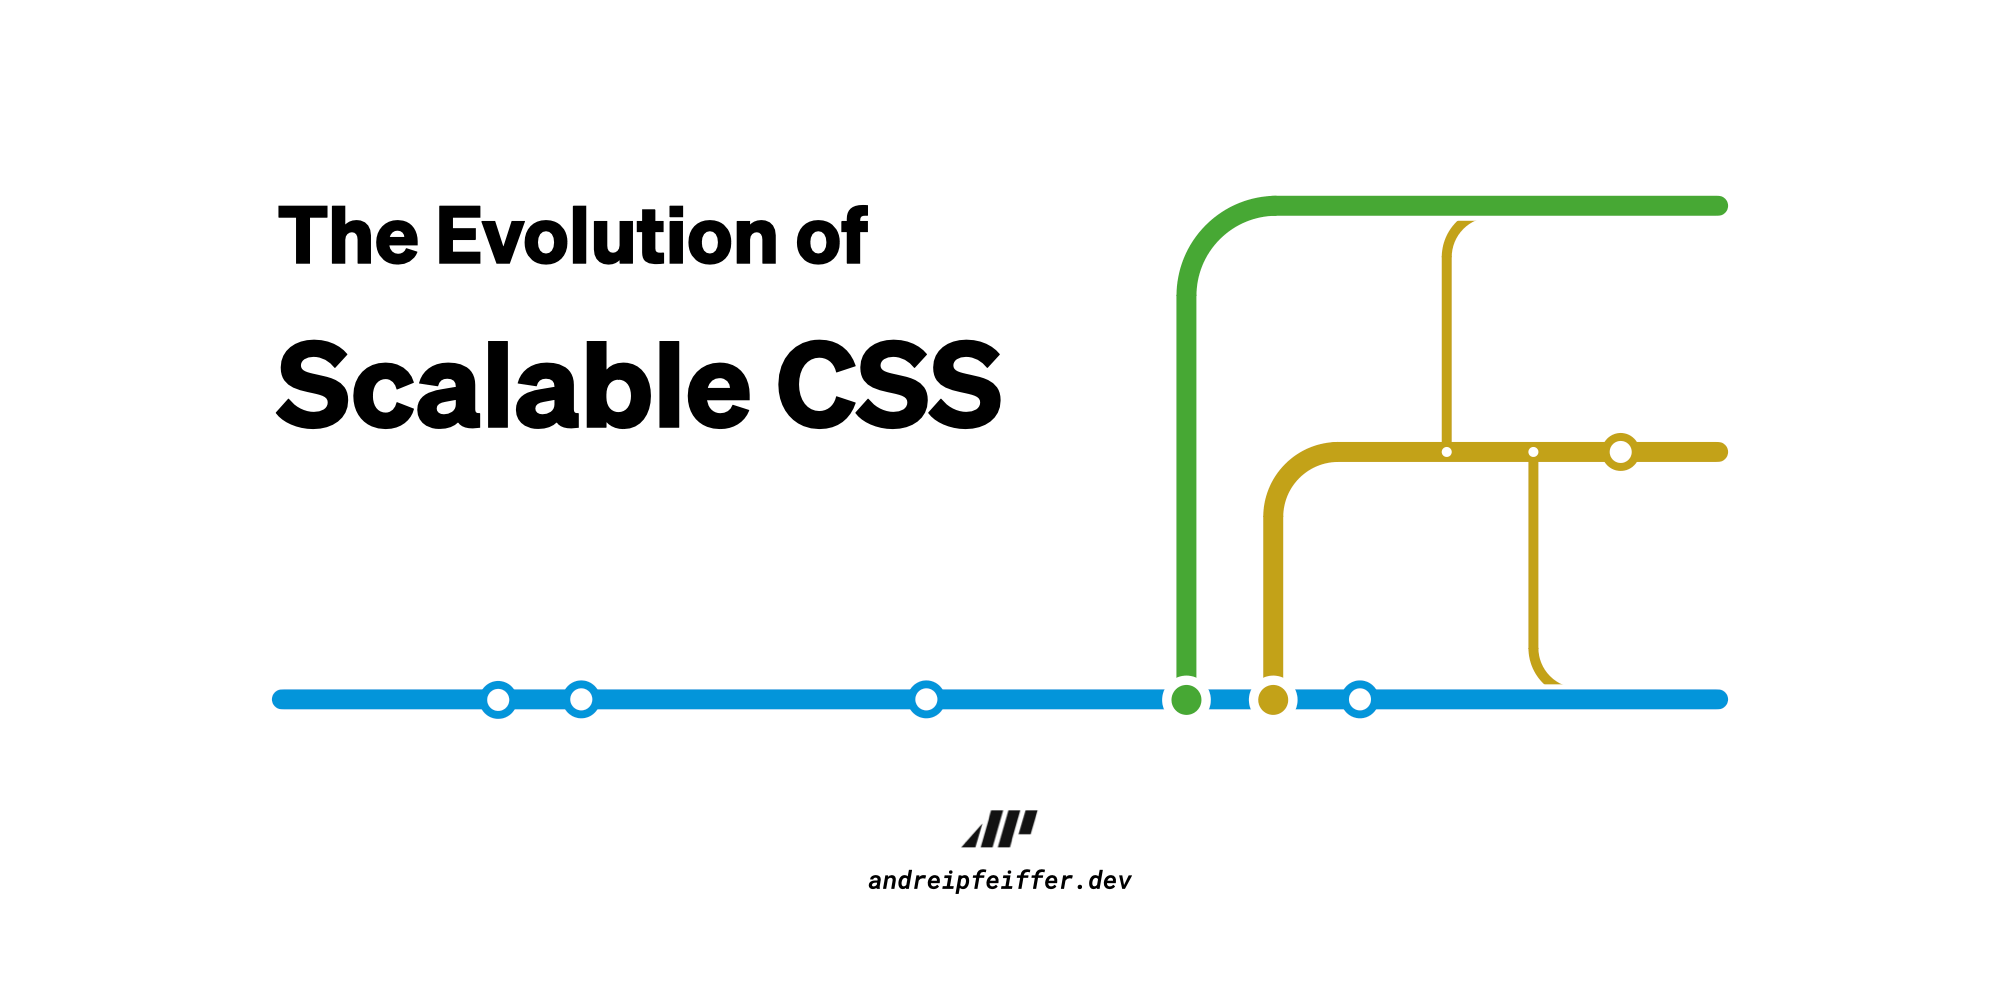 The Evolution of
Scalable CSS
andreipfeiffer.dev